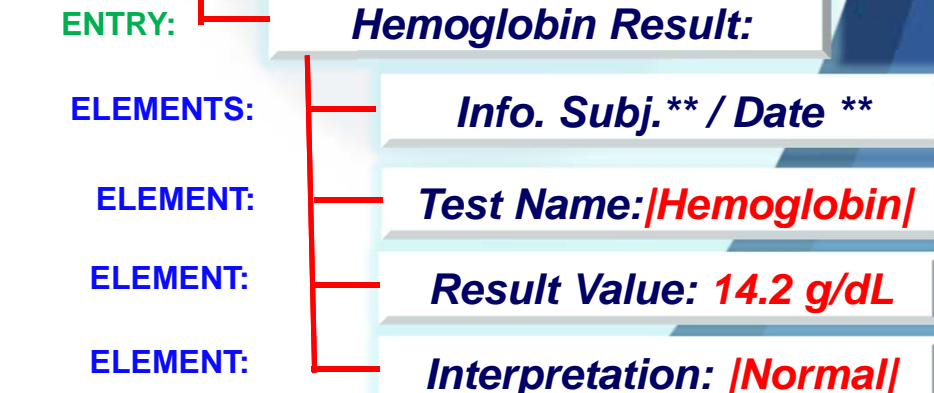 ENTRY: Hemoglobin Result:
ELEMENTS: Info. Subj.** / Date **
ELEMENT: Test Name:|Hemoglobin|
ELEMENT: Result Value: 14.2 g/dL
ELEMENT: Interpretation: |Normal|